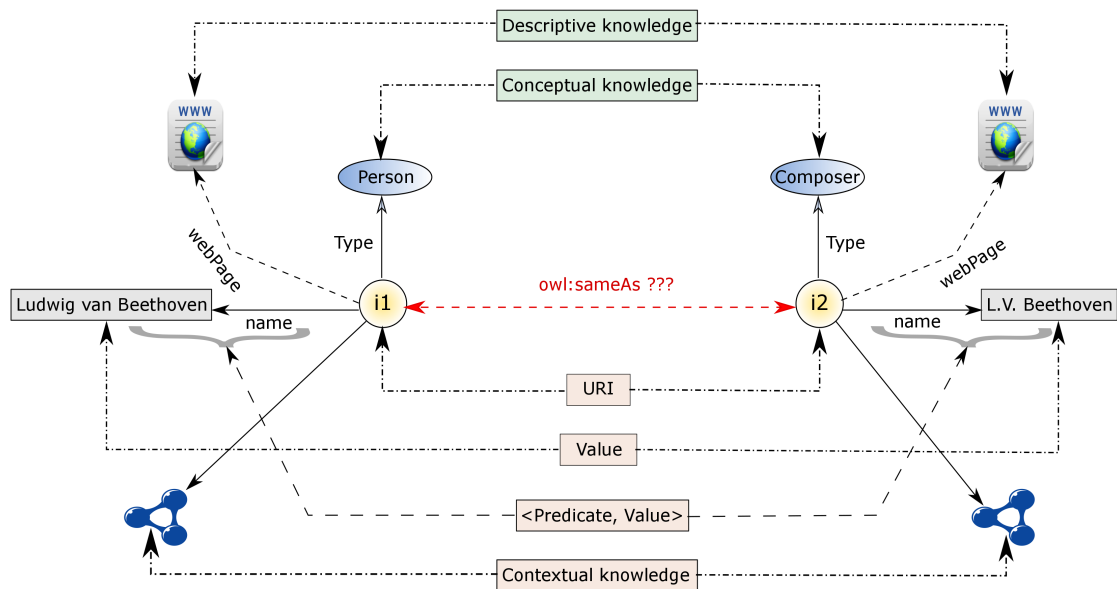 Descriptive knowledge
Conceptual knowledge
WWW
WWW
Person
Composer
Type
Type
webPage
webPage
owl:sameAs ???
i1
i2
Ludwig van Beethoven
L.V. Beethoven
name
name
URI
Value
<Predicate, Value>
Contextual knowledge